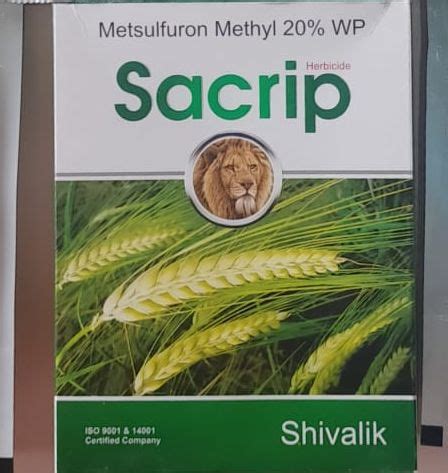 Metsulfuron Methyl 20% WP
Herbicide
Sacrip
ISO 9001 & 14001
Certified Company
Shivalik